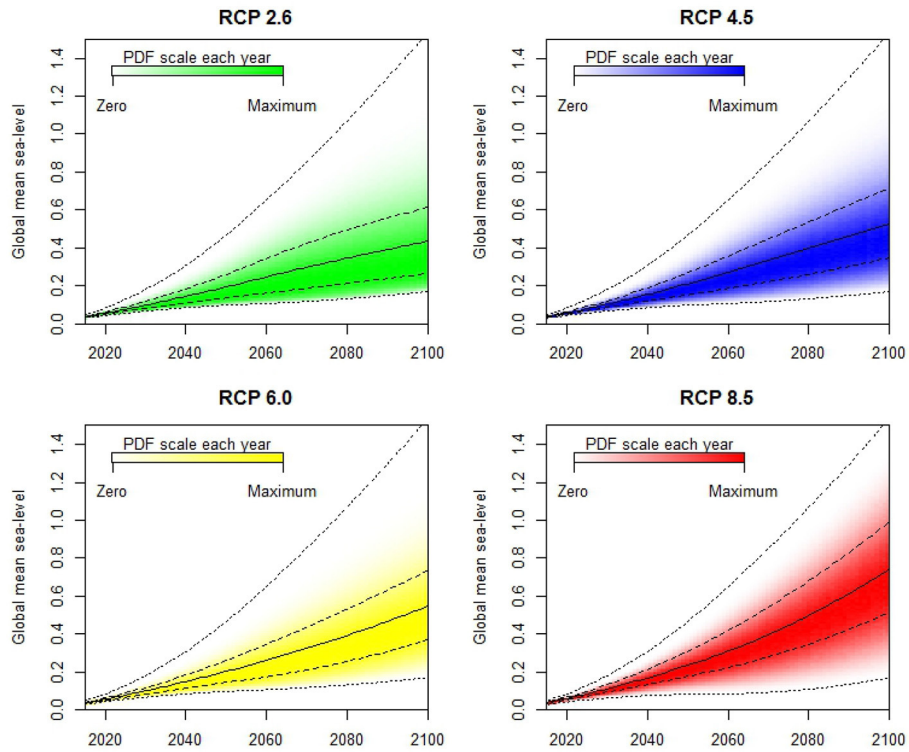 RCP 2.6
PDF scale each year
Zero Maximum
Global mean sea-level
0.0 0.2 0.4 0.6 0.8 1.0 1.2 1.4
2020 2040 2060 2080 2100
RCP 4.5
PDF scale each year
Zero Maximum
Global mean sea-level
0.0 0.2 0.4 0.6 0.8 1.0 1.2 1.4
2020 2040 2060 2080 2100
RCP 6.0
PDF scale each year
Zero Maximum
Global mean sea-level
0.0 0.2 0.4 0.6 0.8 1.0 1.2 1.4
2020 2040 2060 2080 2100
RCP 8.5
PDF scale each year
Zero Maximum
Global mean sea-level
0.0 0.2 0.4 0.6 0.8 1.0 1.2 1.4
2020 2040 2060 2080 2100